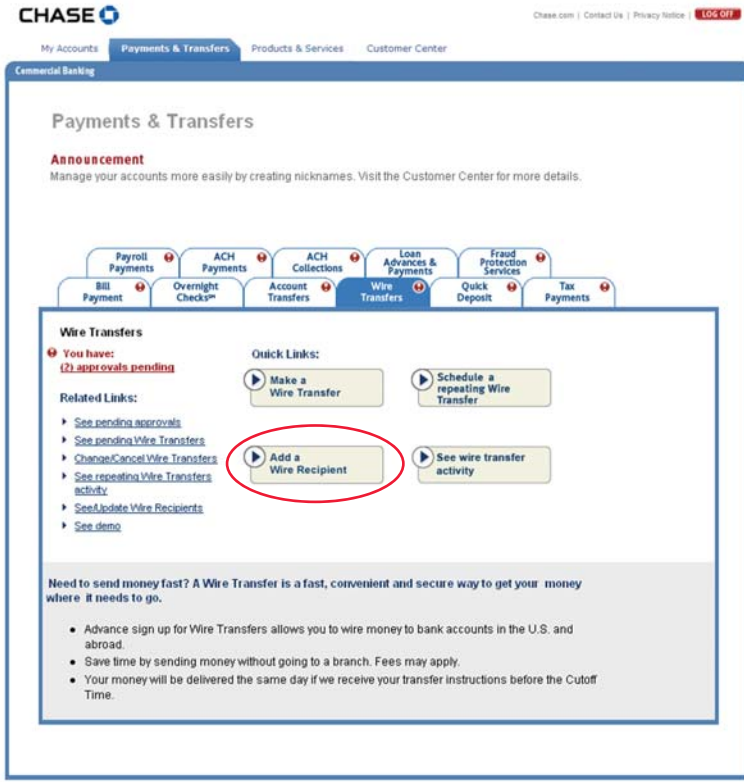 CHASE
Chase.com | Contact Us | Privacy Notice | LOG OFF
My Accounts Payments & Transfers Products & Services Customer Center
Commercial Banking
Payments & Transfers
Announcement
Manage your accounts more easily by creating nicknames. Visit the Customer Center for more details.
Payroll Payments ACH Payments ACH Collections Loan Advances & Payments Fraud Protection Services
Bill Payment Overnight Checks℠ Account Transfers Wire Transfers Quick Deposit Tax Payments
Wire Transfers
You have:
(2) approvals pending
Related Links:
See pending approvals
See pending Wire Transfers
Change/Cancel Wire Transfers
See repeating Wire Transfers
activity
See/Update Wire Recipients
See demo
Quick Links:
Make a
Wire Transfer
Schedule a
repeating Wire
Transfer
Add a
Wire Recipient
See wire transfer
activity
Need to send money fast? A Wire Transfer is a fast, convenient and secure way to get your money
where it needs to go.
Advance sign up for Wire Transfers allows you to wire money to bank accounts in the U.S. and
abroad.
Save time by sending money without going to a branch. Fees may apply.
Your money will be delivered the same day if we receive your transfer instructions before the Cutoff
Time.